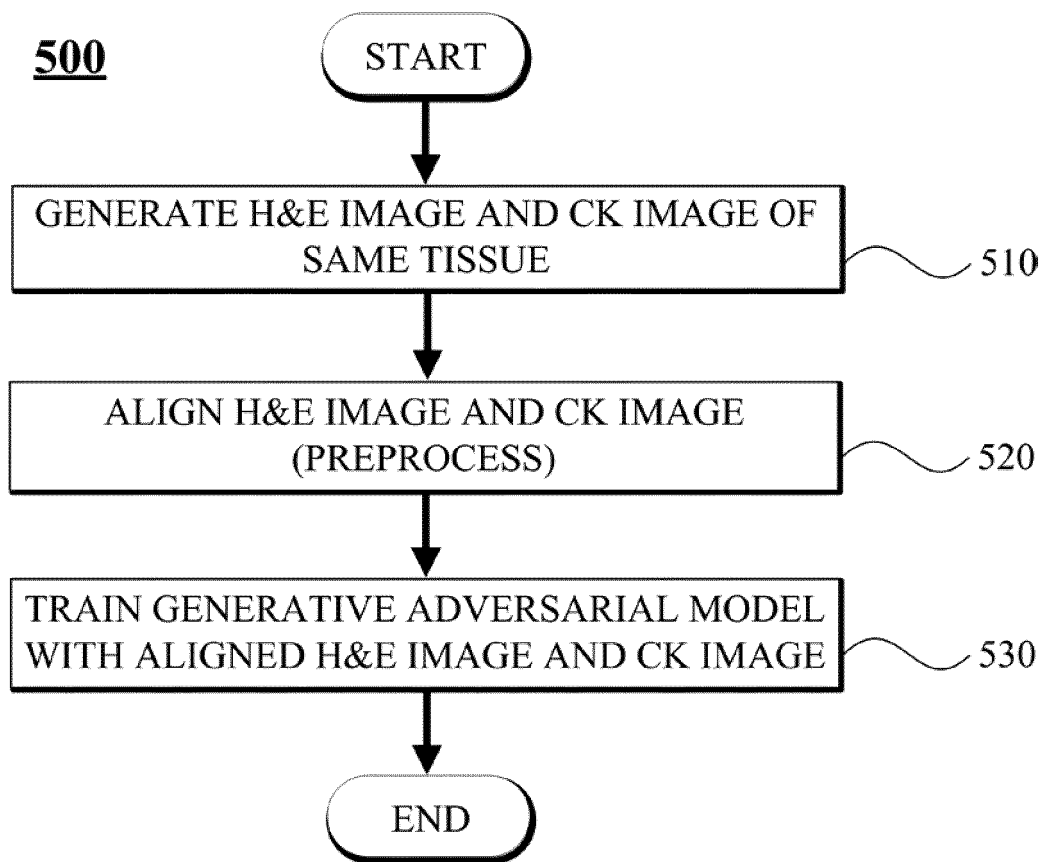 500
START
GENERATE H&E IMAGE AND CK IMAGE OF
SAME TISSUE
510
ALIGN H&E IMAGE AND CK IMAGE
(PREPROCESS)
520
TRAIN GENERATIVE ADVERSARIAL MODEL
WITH ALIGNED H&E IMAGE AND CK IMAGE
530
END